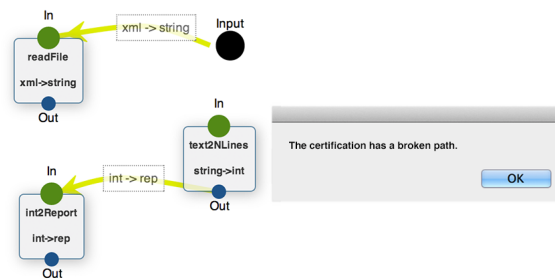 In
xml -> string
Input
readFile
xml->string
Out
In
text2NLines
string->int
Out
In
int -> rep
int2Report
int->rep
Out
The certification has a broken path.
OK